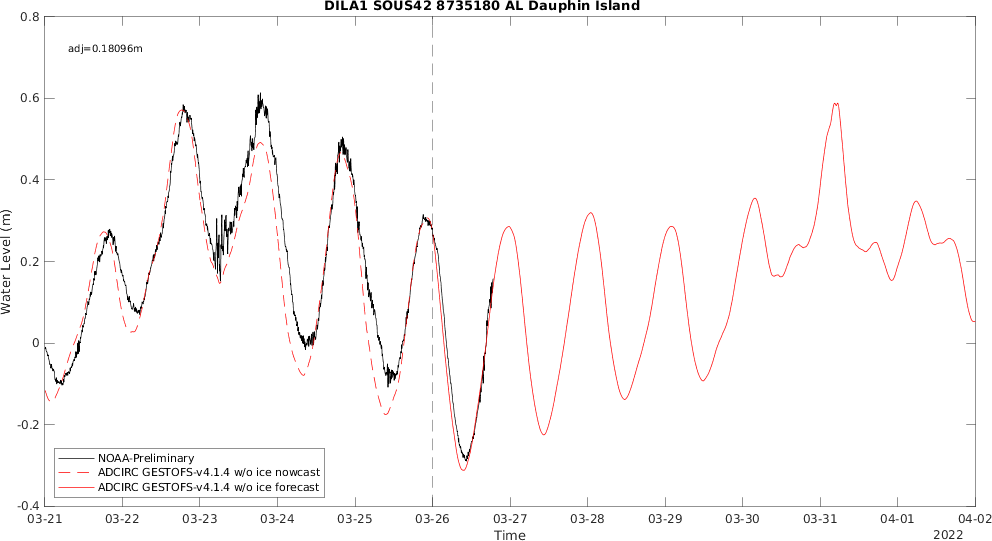 DILA1 SOUS42 8735180 AL Dauphin Island
adj=0.18096m
0.8
0.6
0.4
0.2
0
-0.2
-0.4
Water Level (m)
NOAA-Preliminary
ADCIRC GESTOFS-v4.1.4 w/o ice nowcast
ADCIRC GESTOFS-v4.1.4 w/o ice forecast
03-21 03-22 03-23 03-24 03-25 03-26 03-27 03-28 03-29 03-30 03-31 04-01 04-02
Time
2022